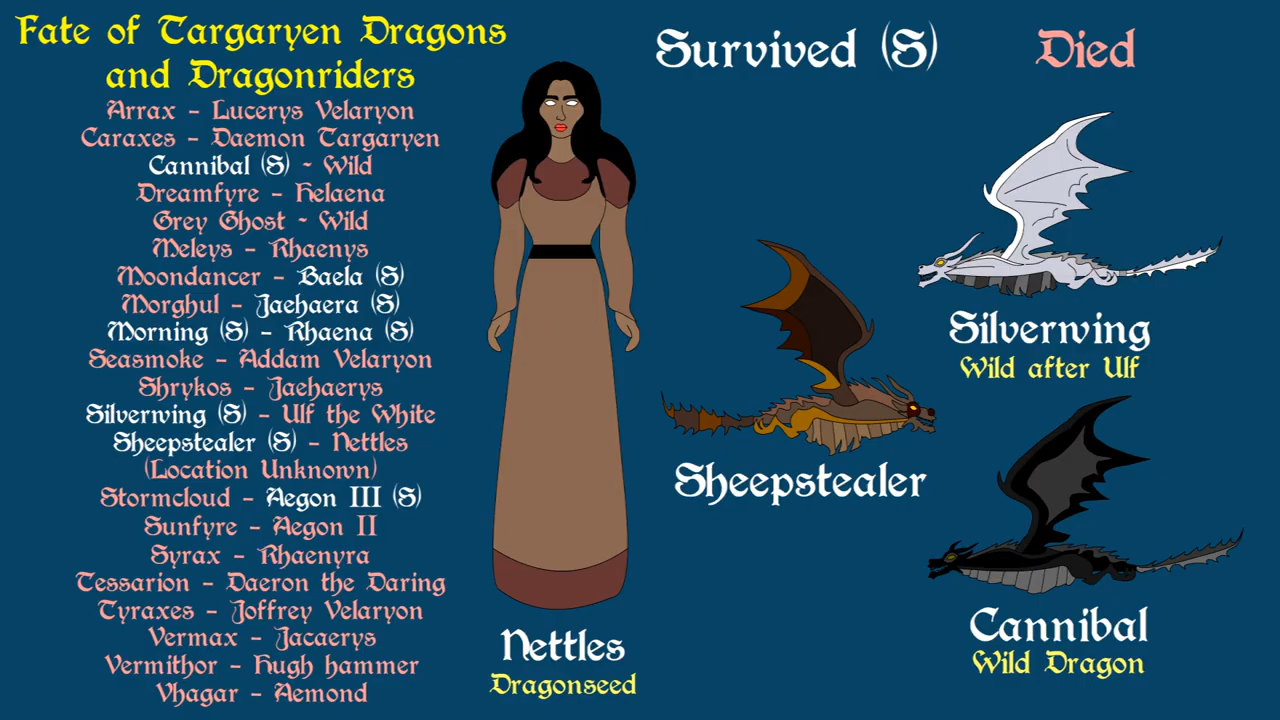 Fate of Targaryen Dragons
and Dragonriders
Arrax - Lucerys Velaryon
Caraxes - Daemon Targaryen
Cannibal (S) - Wild
Dreamfyre - Helaena
Grey Ghost - Wild
Meleys - Rhaenys
Moondancer - Baela (S)
Morghul - Jaehaera (S)
Morning (S) - Rhaena (S)
Seasmoke - Addam Velaryon
Shrykos - Jaehaerys
Silverwing (S) - Ulf the White
Sheepstealer (S) - Nettles
(Location Unknown)
Stormcloud - Aegon III (S)
Sunfyre - Aegon II
Syrax - Rhaenyra
Tessarion - Daeron the Daring
Tyraxes - Joffrey Velaryon
Vermax - Jacaerys
Vermithor - Hugh hammer
Vhagar - Aemond
Nettles
Dragonseed
Survived (S)
Died
Silverwing
Wild after Ulf
Sheepstealer
Cannibal
Wild Dragon